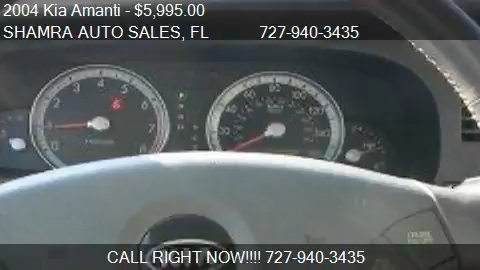 2004 Kia Amanti - $5,995.00
SHAMRA AUTO SALES, FL 727-940-3435
CALL RIGHT NOW!!!! 727-940-3435